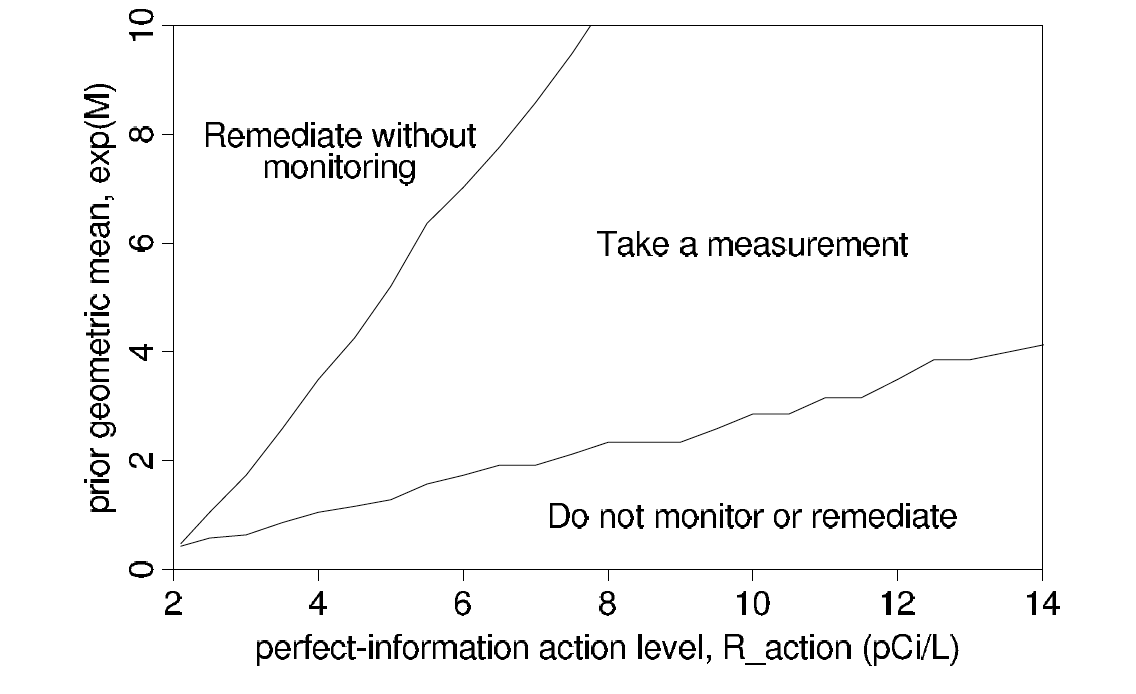 prior geometric mean, exp(M)
10
8
6
4
2
0
Remediate without
monitoring
Take a measurement
Do not monitor or remediate
2 4 6 8 10 12 14
perfect-information action level, R_action (pCi/L)